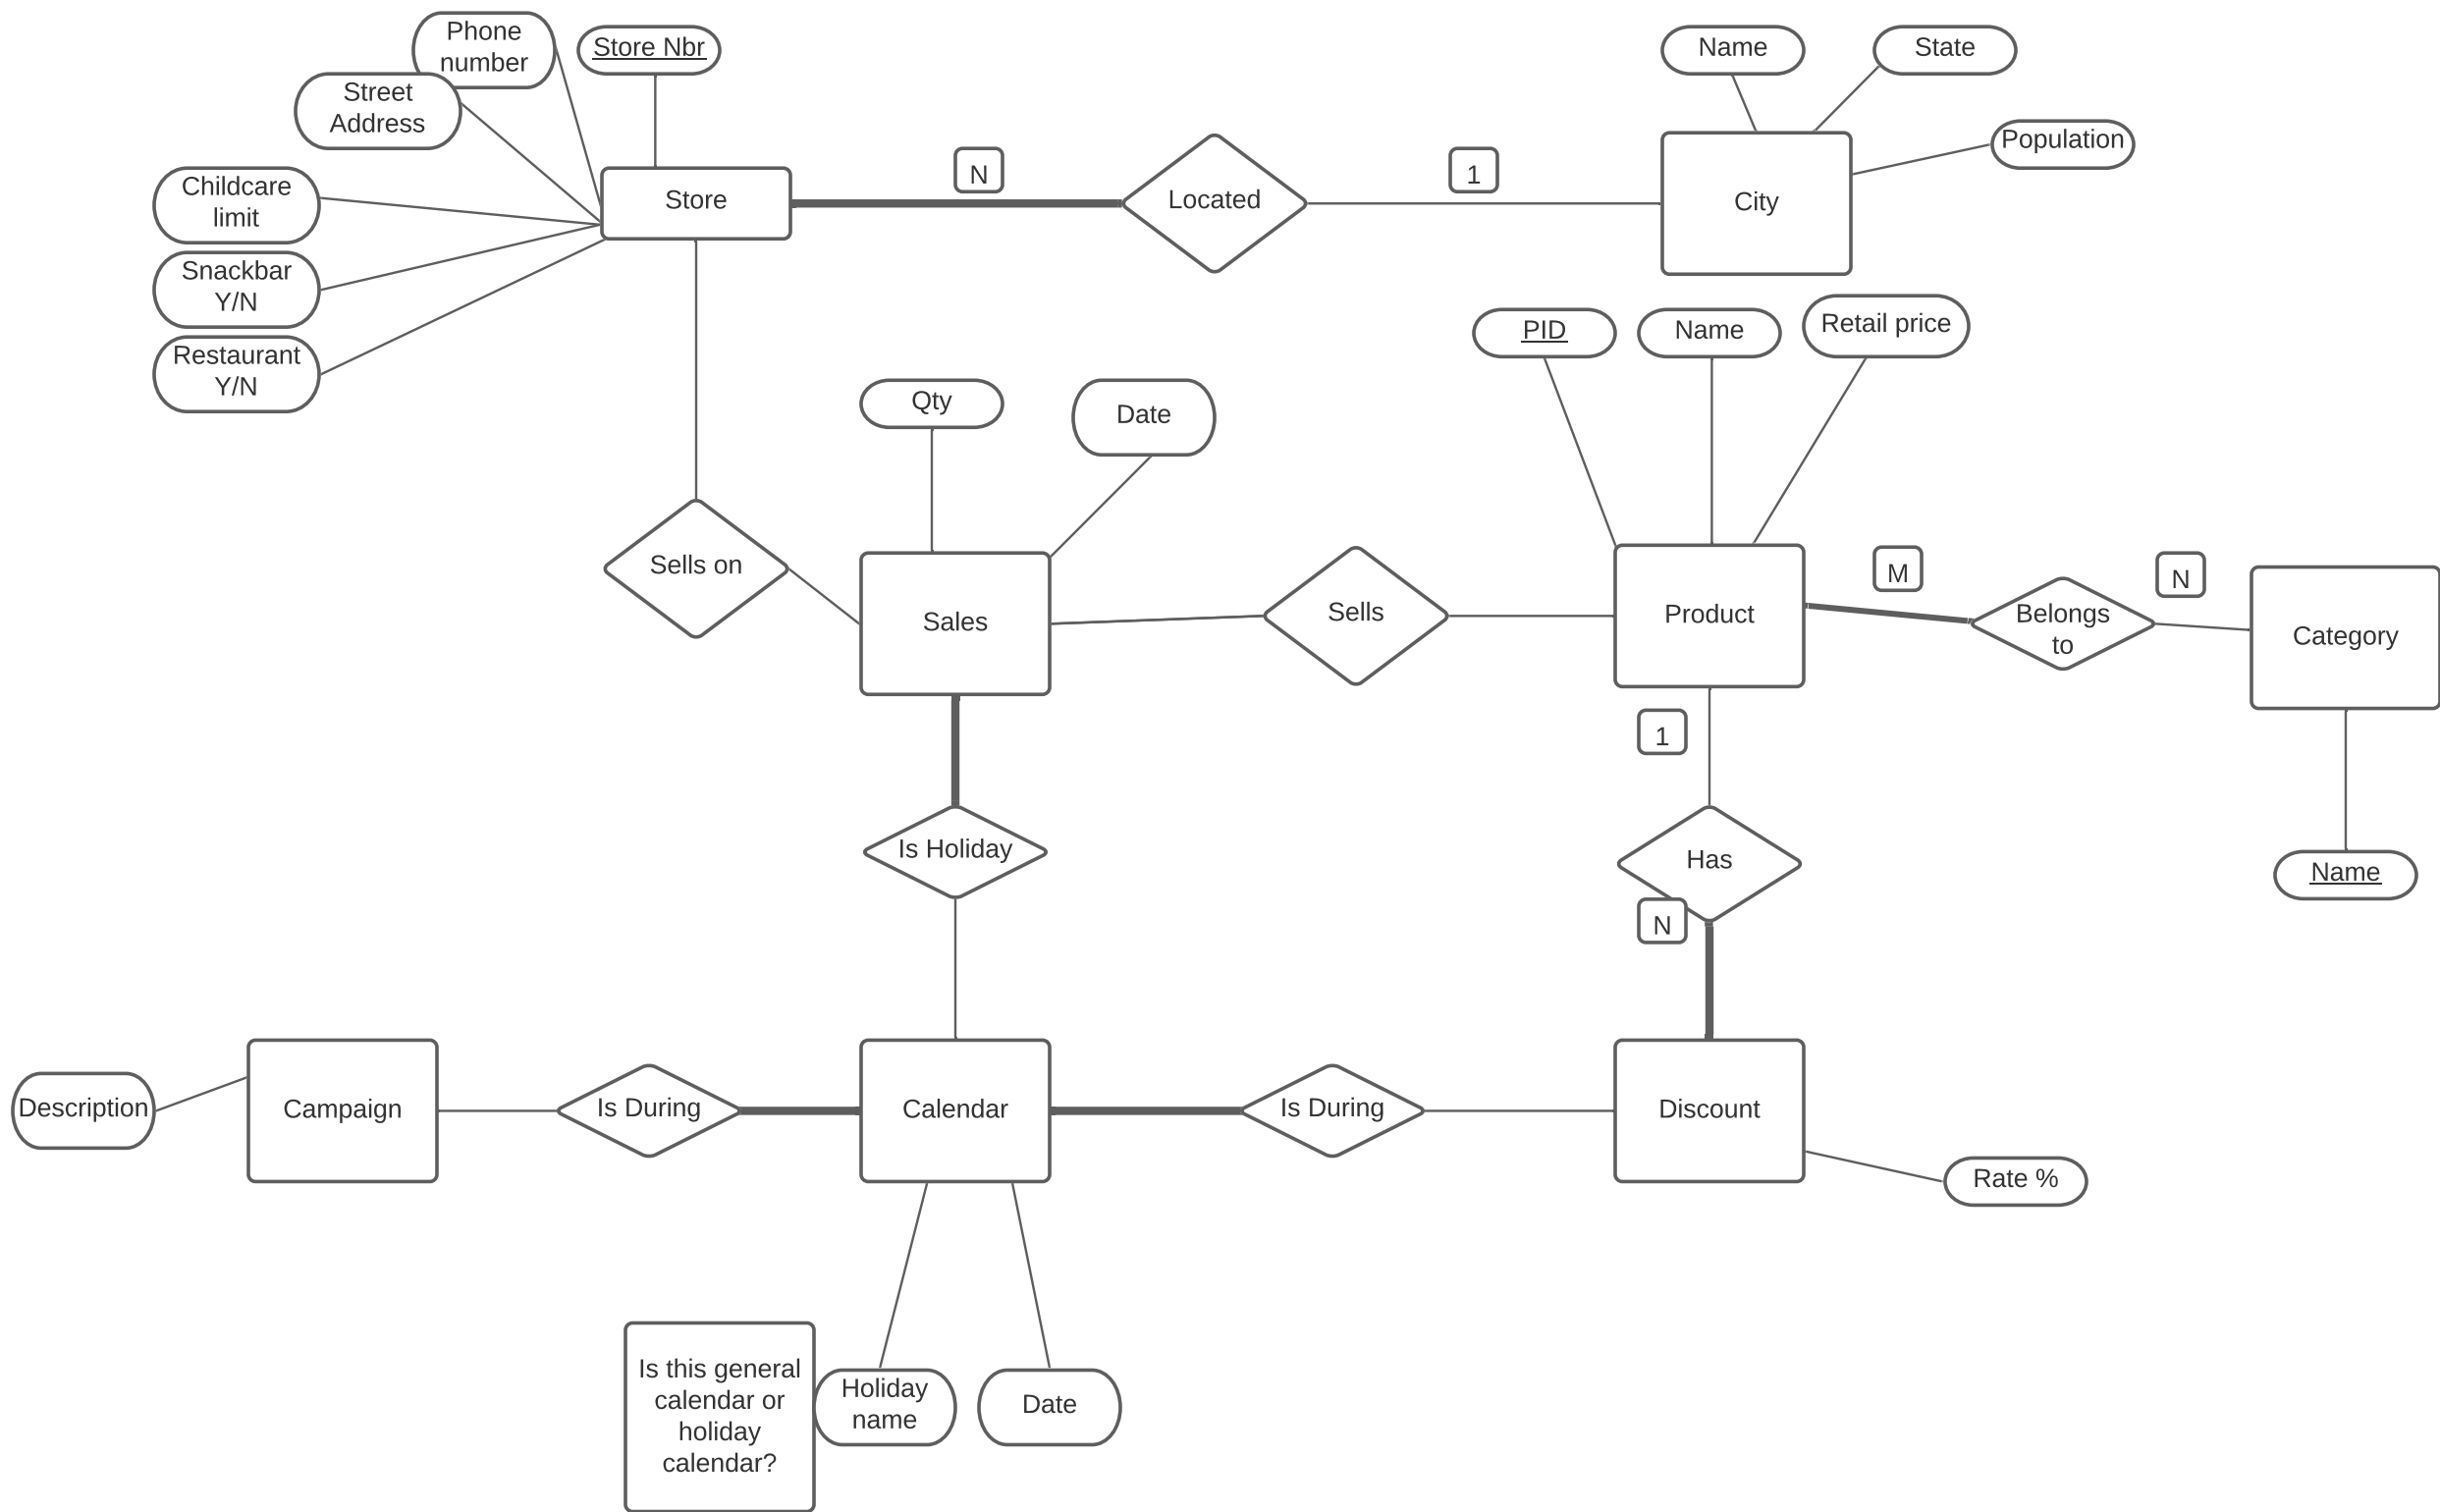 Phone
number
Store Nbr
Name
State
Street
Address
Population
N
1
Childcare
limit
Store
Located
City
Snackbar
Y/N
PID
Name
Retail price
Restaurant
Y/N
Qty
Date
Sells on
Sales
Sells
Product
M
Belongs
to
N
Category
1
Is Holiday
Has
Name
N
Description
Campaign
Is During
Calendar
Is During
Discount
Rate %
Is this general
calendar or
holiday
calendar?
Holiday
name
Date